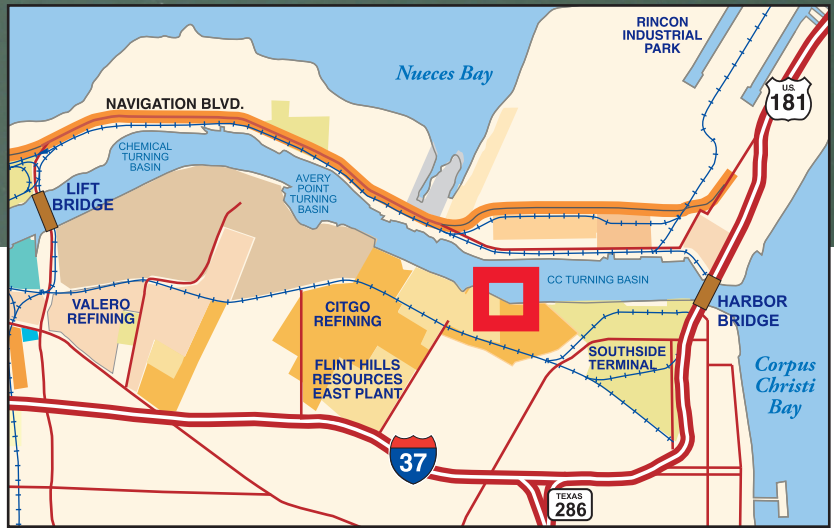 RINCON
INDUSTRIAL
PARK
Nueces Bay
U.S.
181
NAVIGATION BLVD.
CHEMICAL
TURNING
BASIN
AVERY
POINT
TURNING
BASIN
LIFT
BRIDGE
CC TURNING BASIN
VALERO
REFINING
CITGO
REFINING
HARBOR
BRIDGE
FLINT HILLS
RESOURCES
EAST PLANT
SOUTHSIDE
TERMINAL
Corpus
Christi
Bay
37
TEXAS
286